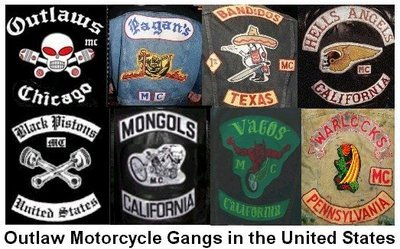 Outlaws
MC
Chicago
Pagan's
MC
BANDIDOS
1%
MC
TEXAS
HELLS ANGELS
MC
CALIFORNIA
Black Pistons
MC
United States
MONGOLS
MC
CALIFORNIA
VAGOS
M C
California
WARLOCKS
MC
PENNSYLVANIA
Outlaw Motorcycle Gangs in the United States